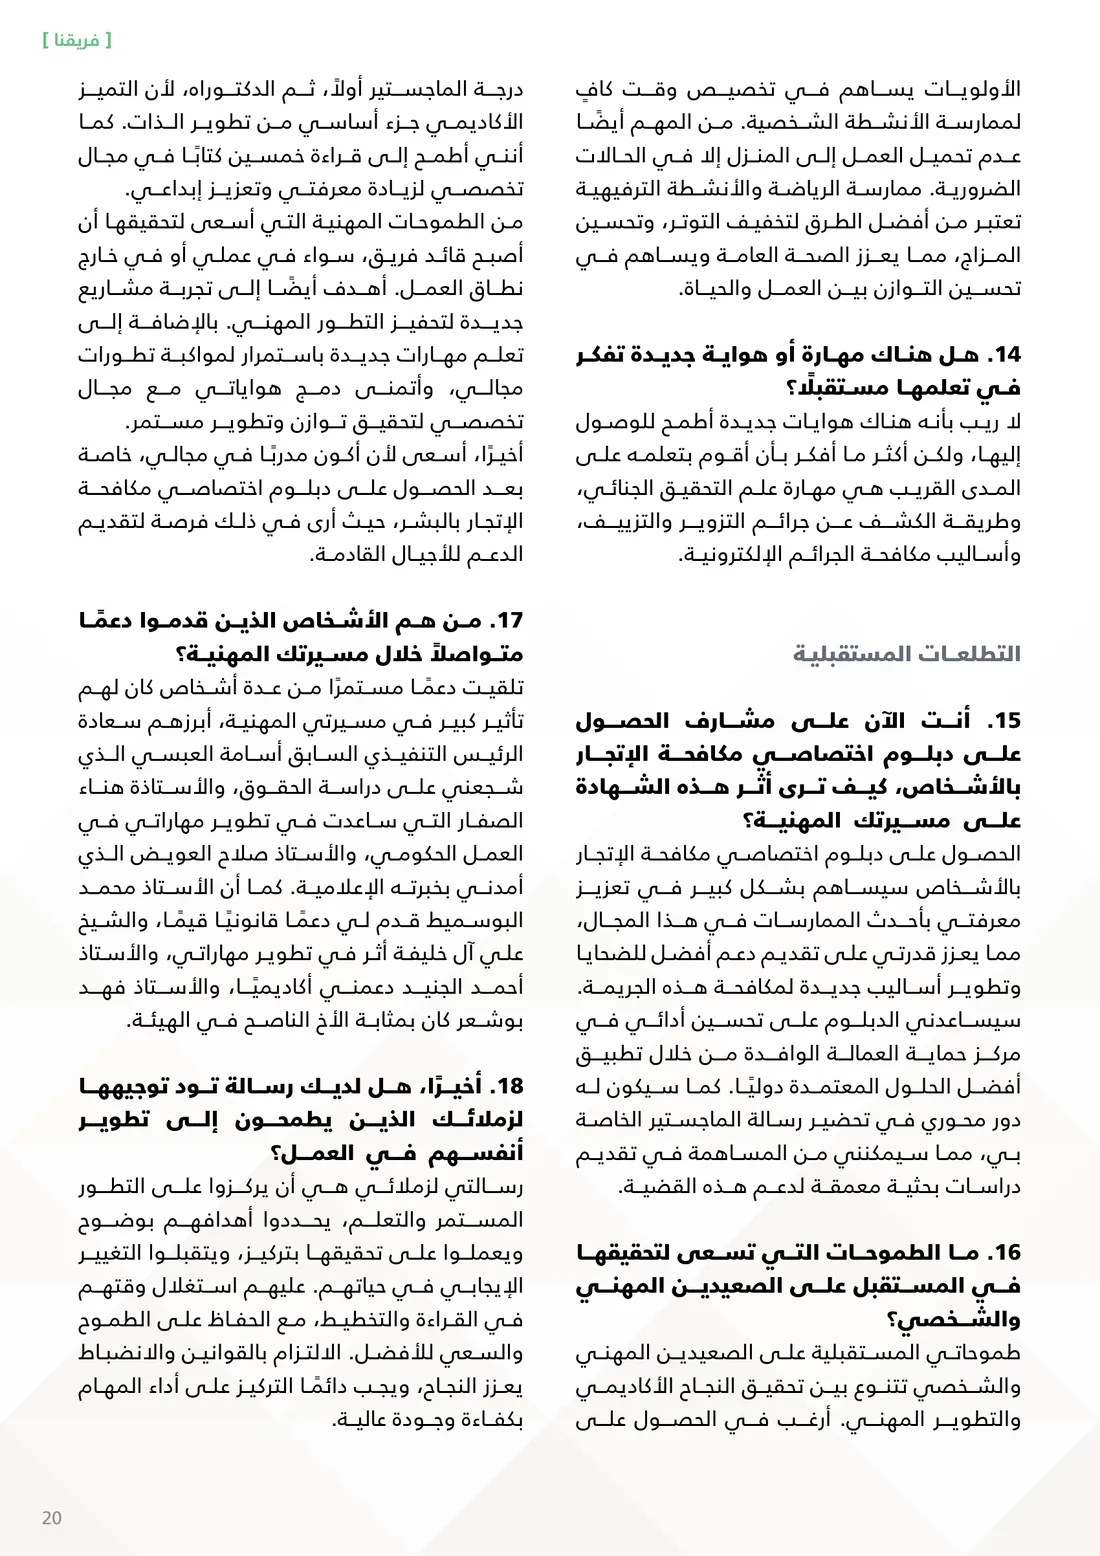 [ فريقنا ]
الأولويات يساهم في تخصيص وقت كافٍ
لممارسة الأنشطة الشخصية. من المهم أيضًا
عدم تحميل العمل إلى المنزل إلا في الحالات
الضرورية. ممارسة الرياضة والأنشطة الترفيهية
تعتبر من أفضل الطرق لتخفيف التوتر، وتحسين
المزاج، مما يعزز الصحة العامة ويساهم في
تحسين التوازن بين العمل والحياة.
14. هل هناك مهارة أو هواية جديدة تفكر
في تعلمها مستقبلًا؟
لا ريب بأنه هناك هوايات جديدة أطمح للوصول
إليها، ولكن أكثر ما أفكر بأن أقوم بتعلمه على
المدى القريب هي مهارة علم التحقيق الجنائي،
وطريقة الكشف عن جرائم التزوير والتزييف،
وأساليب مكافحة الجرائم الإلكترونية.
التطلعات المستقبلية
15. أنت الآن على مشارف الحصول
على دبلوم اختصاصي مكافحة الإتجار
بالأشخاص، كيف ترى أثر هذه الشهادة
على مسيرتك المهنية؟
الحصول على دبلوم اختصاصي مكافحة الإتجار
بالأشخاص سيساهم بشكل كبير في تعزيز
معرفتي بأحدث الممارسات في هذا المجال،
مما يعزز قدرتي على تقديم دعم أفضل للضحايا
وتطوير أساليب جديدة لمكافحة هذه الجريمة.
سيساعدني الدبلوم على تحسين أدائي في
مركز حماية العمالة الوافدة من خلال تطبيق
أفضل الحلول المعتمدة دوليًا. كما سيكون له
دور محوري في تحضير رسالة الماجستير الخاصة
بي، مما سيمكنني من المساهمة في تقديم
دراسات بحثية معمقة لدعم هذه القضية.
16. ما الطموحات التي تسعى لتحقيقها
في المستقبل على الصعيدين المهني
والشخصي؟
طموحاتي المستقبلية على الصعيدين المهني
والشخصي تتنوع بين تحقيق النجاح الأكاديمي
والتطوير المهني. أرغب في الحصول على
درجة الماجستير أولاً، ثم الدكتوراه، لأن التميز
الأكاديمي جزء أساسي من تطوير الذات. كما
أنني أطمح إلى قراءة خمسين كتابًا في مجال
تخصصي لزيادة معرفتي وتعزيز إبداعي.
من الطموحات المهنية التي أسعى لتحقيقها أن
أصبح قائد فريق، سواء في عملي أو في خارج
نطاق العمل. أهدف أيضًا إلى تجربة مشاريع
جديدة لتحفيز التطور المهني. بالإضافة إلى
تعلم مهارات جديدة باستمرار لمواكبة تطورات
مجالي، وأتمنى دمج هواياتي مع مجال
تخصصي لتحقيق توازن وتطوير مستمر.
أخيرًا، أسعى لأن أكون مدربًا في مجالي، خاصة
بعد الحصول على دبلوم اختصاصي مكافحة
الإتجار بالبشر، حيث أرى في ذلك فرصة لتقديم
الدعم للأجيال القادمة.
17. من هم الأشخاص الذين قدموا دعمًا
متواصلاً خلال مسيرتك المهنية؟
تلقيت دعمًا مستمرًا من عدة أشخاص كان لهم
تأثير كبير في مسيرتي المهنية، أبرزهم سعادة
الرئيس التنفيذي السابق أسامة العبسي الذي
شجعني على دراسة الحقوق، والأستاذة هناء
الصفار التي ساعدت في تطوير مهاراتي في
العمل الحكومي، والأستاذ صلاح العويض الذي
أمدني بخبرته الإعلامية. كما أن الأستاذ محمد
البوسميط قدم لي دعمًا قانونيًا قيمًا، والشيخ
علي آل خليفة أثر في تطوير مهاراتي، والأستاذ
أحمد الجنيد دعمني أكاديميًا، والأستاذ فهد
بوشعر كان بمثابة الأخ الناصح في الهيئة.
18. أخيرًا، هل لديك رسالة تود توجيهها
لزملائك الذين يطمحون إلى تطوير
أنفسهم في العمل؟
رسالتي لزملائي هي أن يركزوا على التطور
المستمر والتعلم، يحددوا أهدافهم بوضوح
ويعملوا على تحقيقها بتركيز، ويتقبلوا التغيير
الإيجابي في حياتهم. عليهم استغلال وقتهم
في القراءة والتخطيط، مع الحفاظ على الطموح
والسعي للأفضل. الالتزام بالقوانين والانضباط
يعزز النجاح، ويجب دائمًا التركيز على أداء المهام
بكفاءة وجودة عالية.
20